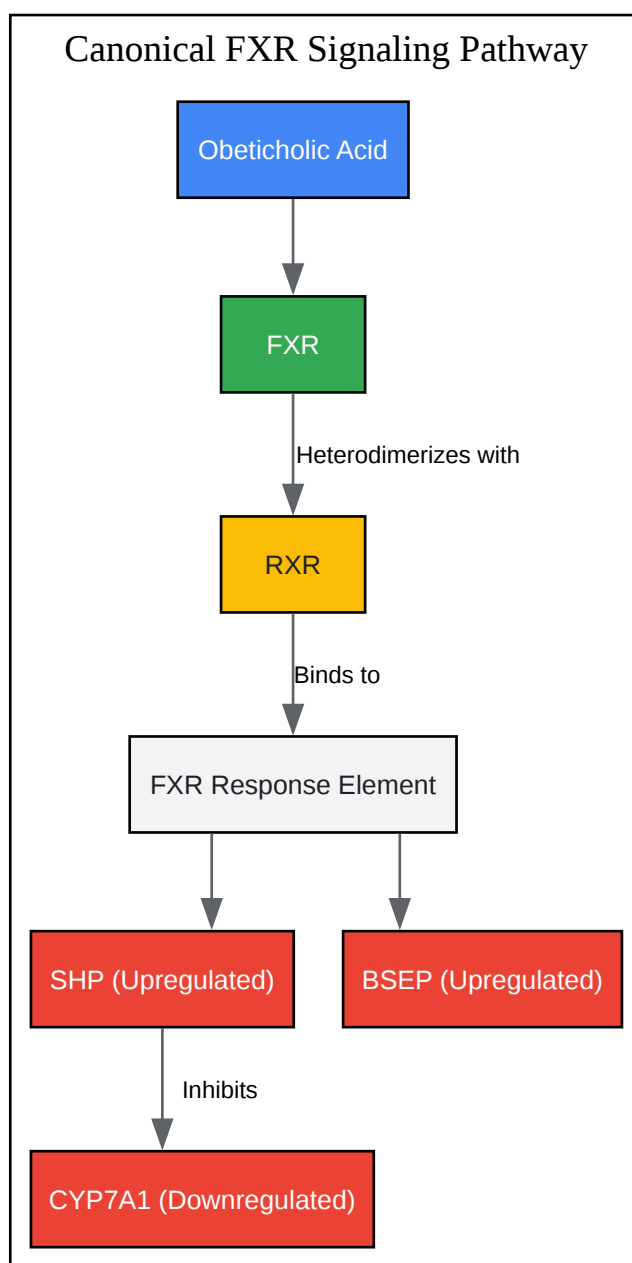 Canonical FXR Signaling Pathway
Obeticholic Acid
FXR
Heterodimerizes with
RXR
Binds to
FXR Response Element
SHP (Upregulated)
BSEP (Upregulated)
Inhibits
CYP7A1 (Downregulated)